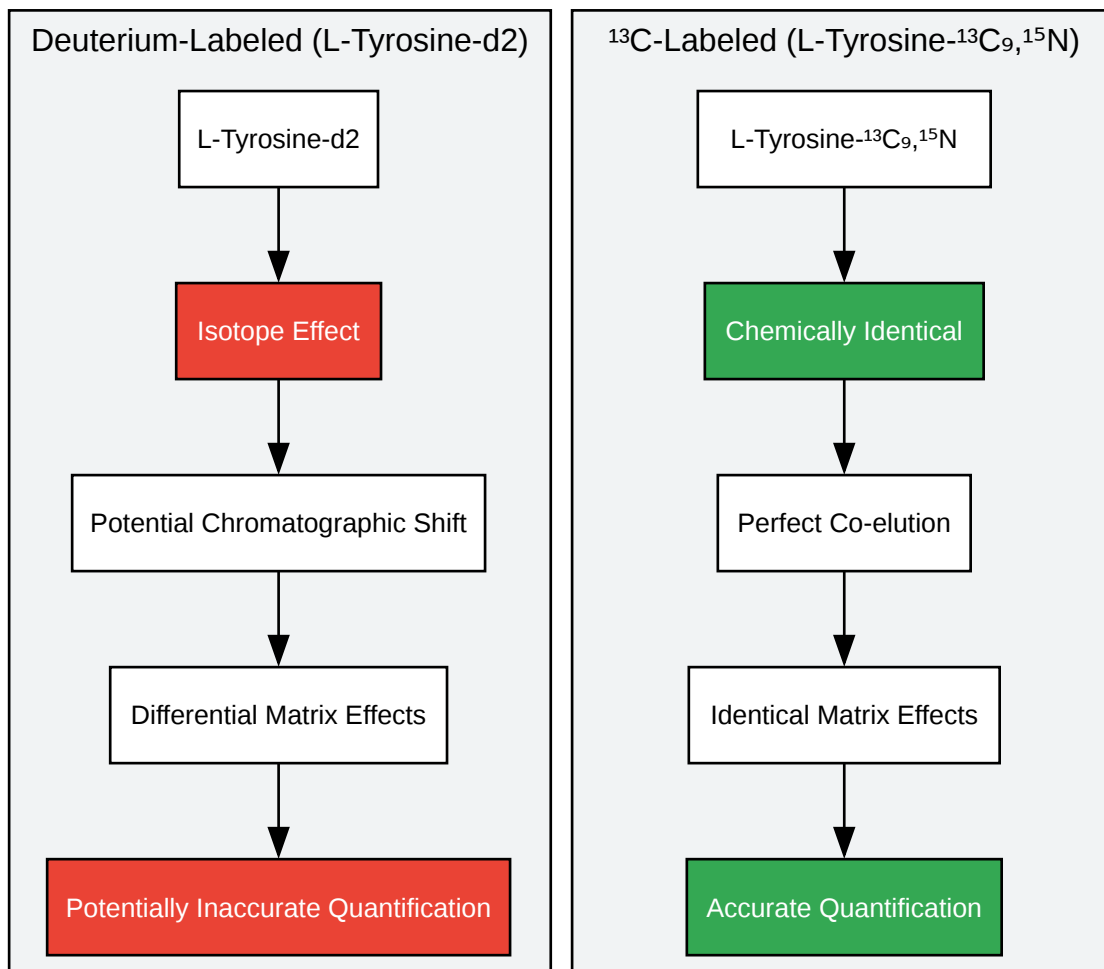 Deuterium-Labeled (L-Tyrosine-d2)
L-Tyrosine-d2
Isotope Effect
Potential Chromatographic Shift
Differential Matrix Effects
Potentially Inaccurate Quantification
¹³C-Labeled (L-Tyrosine-¹³C₉,¹⁵N)
L-Tyrosine-¹³C₉,¹⁵N
Chemically Identical
Perfect Co-elution
Identical Matrix Effects
Accurate Quantification